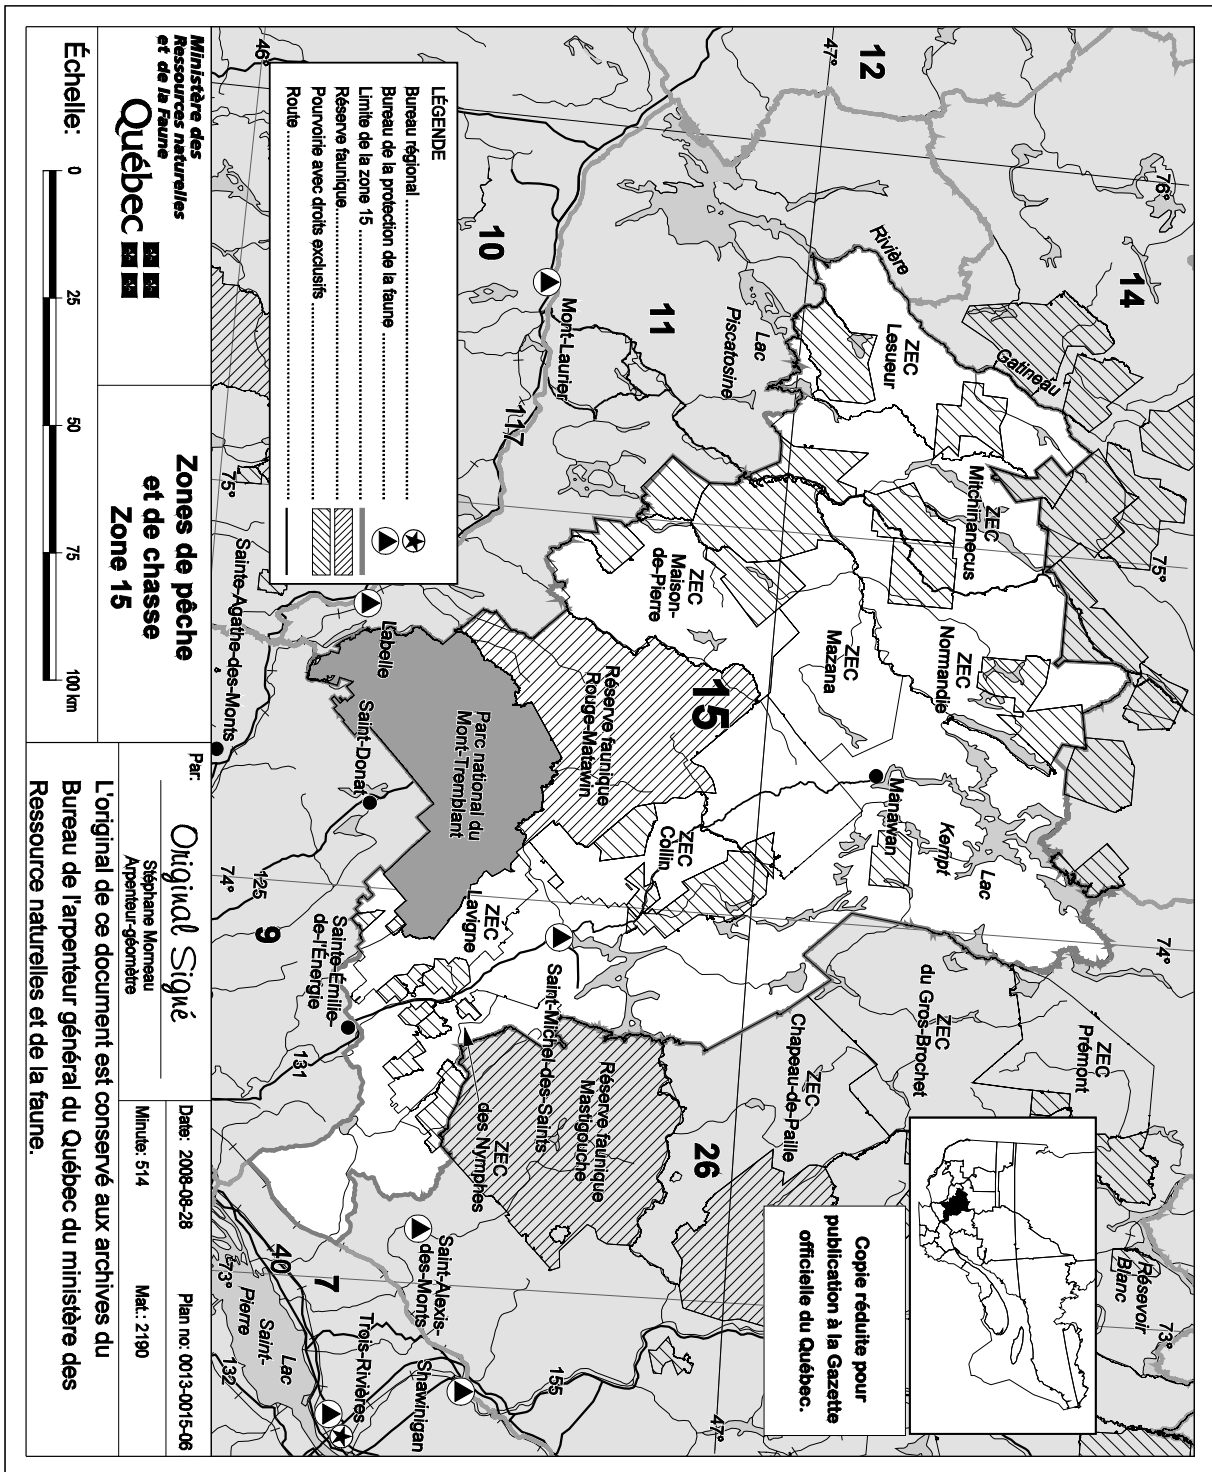 12
14
47°
76°
46°
Rivière
Gatineau
ZEC
Lesueur
Lac
Piscatosine
11
10
Mont-Laurier
117
ZEC
Mitchinanecus
75°
75°
ZEC
Maison-
de-Pierre
ZEC
Mazana
ZEC
Normandie
15
Réserve faunique
Rouge-Matawin
Parc national du
Mont-Tremblant
Labelle
Saint-Donat
Sainte-Agathe-des-Monts
Manawan
Lac
Kempt
ZEC
Collin
ZEC
Lavigne
74°
74°
125
9
Sainte-Émilie-
de-l'Énergie
131
Saint-Michel-des-Saints
ZEC
des Nymphes
Réserve faunique
Mastigouche
26
ZEC
Chapeau-de-Paille
ZEC
du Gros-Brochet
ZEC
Prémont
Résevoir
Blanc
73°
73°
47°
155
Shawinigan
Saint-Alexis-
des-Monts
Trois-Rivières
7
40
132
Lac
Saint-
Pierre
LÉGENDE
Bureau régional
Bureau de la protection de la faune
Limite de la zone 15
Réserve faunique
Pourvoirie avec droits exclusifs
Route
Copie réduite pour
publication à la Gazette
officielle du Québec.
Ministère des
Ressources naturelles
et de la Faune
Québec
Échelle:
0 25 50 75 100 km
Zones de pêche
et de chasse
Zone 15
Par: Original Signé
Stéphane Morneau
Arpenteur-géomètre
Date: 2008-08-28 Plan no: 0013-0015-06
Minute: 514 Mat.: 2190
L'original de ce document est conservé aux archives du
Bureau de l'arpenteur général du Québec du ministère des
Ressource naturelles et de la faune.